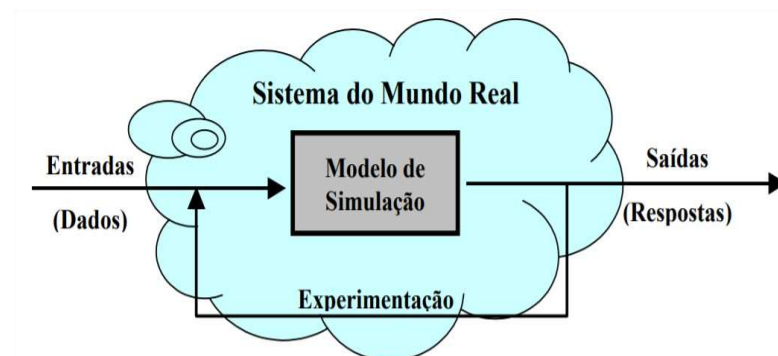 Sistema do Mundo Real
Entradas
(Dados)
Modelo de
Simulação
Saídas
(Respostas)
Experimentação